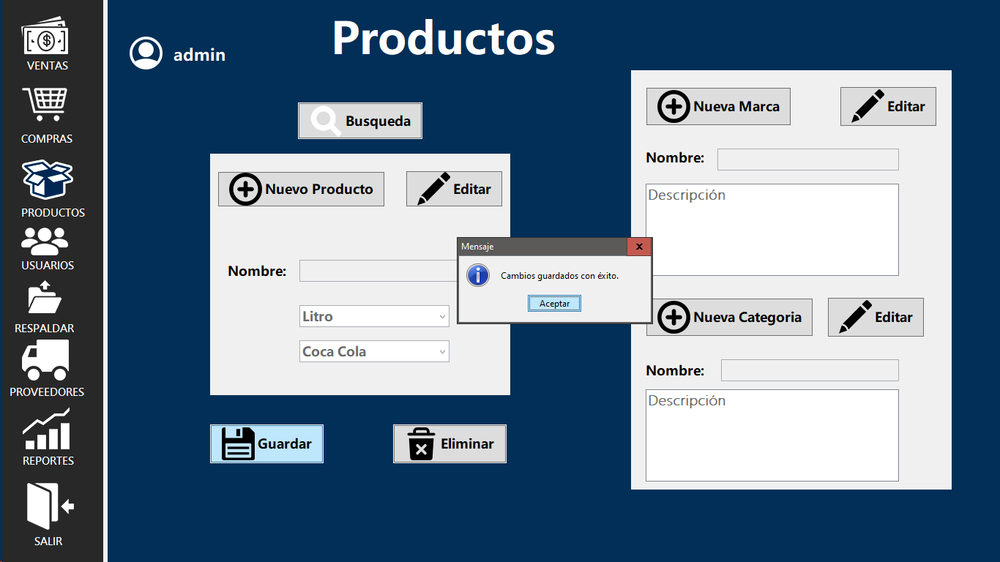 VENTAS
COMPRAS
PRODUCTOS
USUARIOS
RESPALDAR
PROVEEDORES
REPORTES
SALIR
admin
Productos
Busqueda
Nuevo Producto
Editar
Nombre:
Litro
Coca Cola
Guardar
Eliminar
Mensaje
x
Cambios guardados con éxito.
Aceptar
Nueva Marca
Editar
Nombre:
Descripción
Nueva Categoria
Editar
Nombre:
Descripción